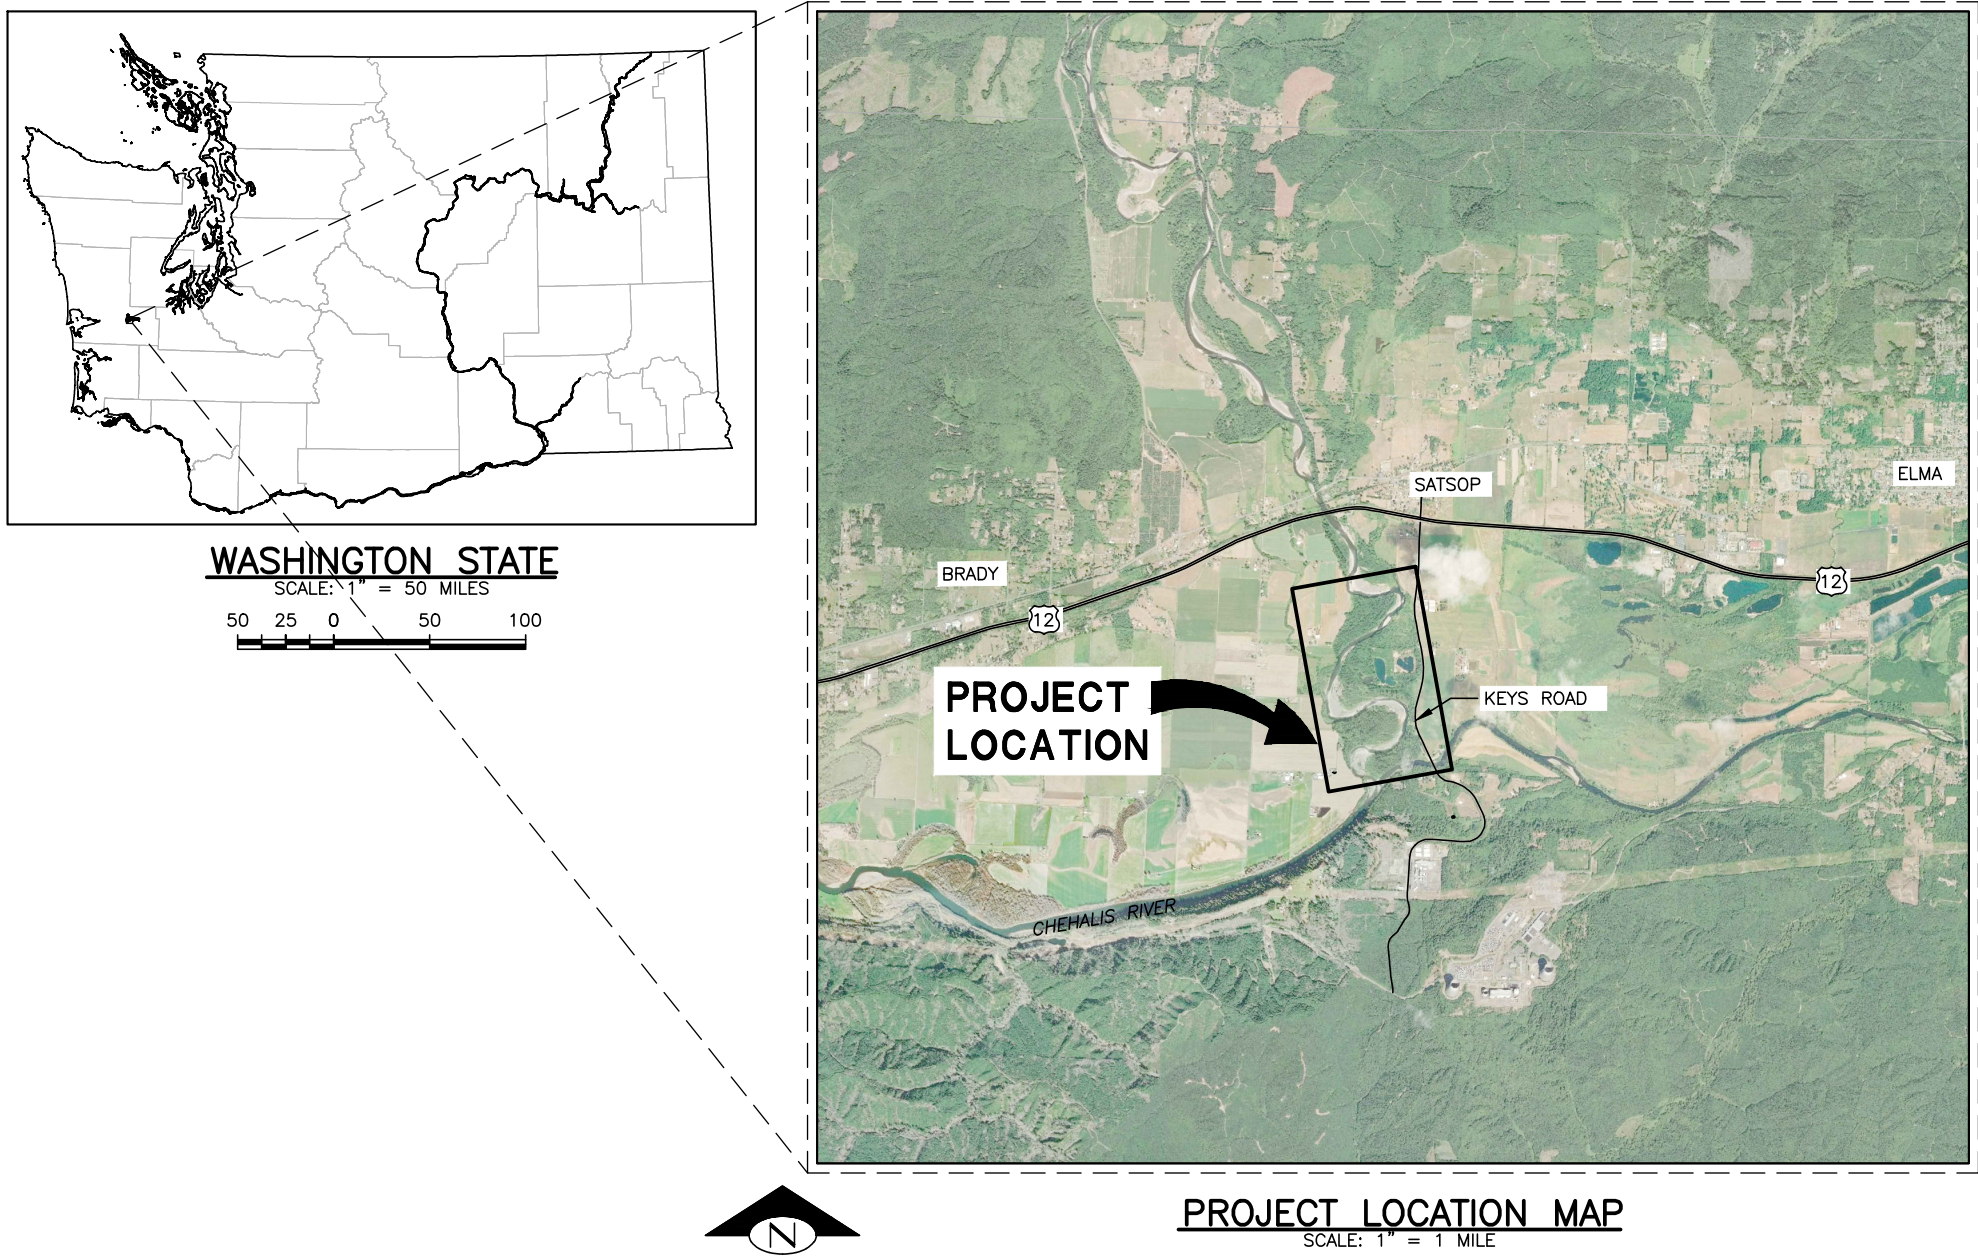 WASHINGTON STATE
SCALE: 1" = 50 MILES
50 25 0 50 100
SATSOP
ELMA
BRADY
12
12
PROJECT
LOCATION
KEYS ROAD
CHEHALIS RIVER
N
PROJECT LOCATION MAP
SCALE: 1" = 1 MILE